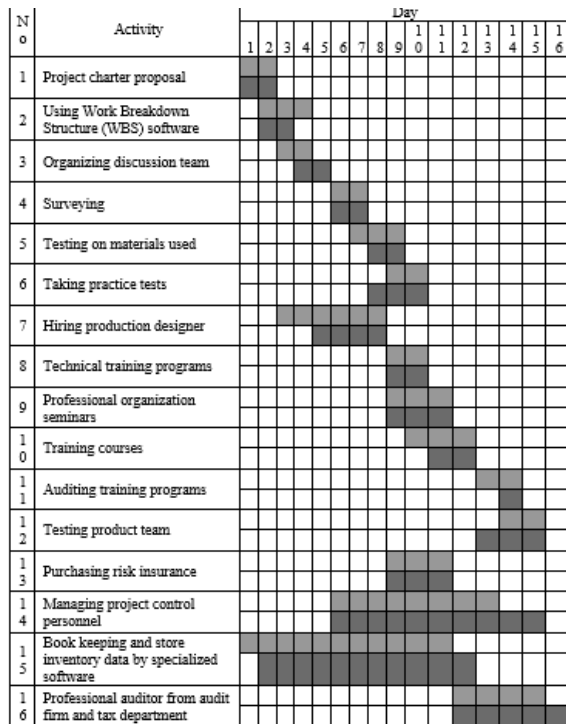 Day
N
o
Activity
1 2 3 4 5 6 7 8 9 1
0 1
1 1
2 1
3 1
4 1
5 1
6
1 Project charter proposal
2 Using Work Breakdown
Structure (WBS) software
3 Organizing discussion team
4 Surveying
5 Testing on materials used
6 Taking practice tests
7 Hiring production designer
8 Technical training programs
9 Professional organization
seminars
1
0 Training courses
1
1 Auditing training programs
1
2 Testing product team
1
3 Purchasing risk insurance
1
4 Managing project control
personnel
1
5 Book keeping and store
inventory data by specialized
software
1
6 Professional auditor from audit
firm and tax department